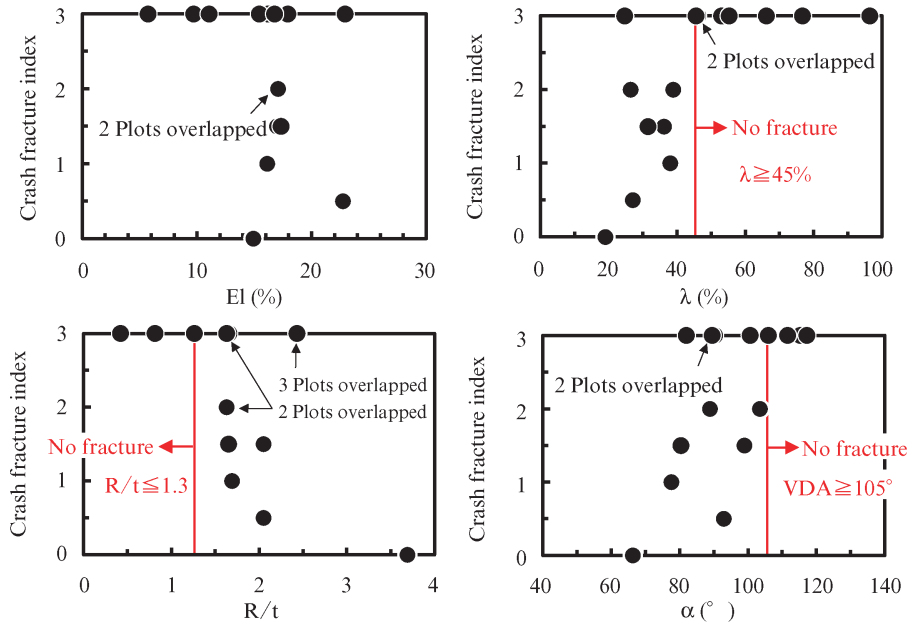 Crash fracture index
3
2
1
0
2 Plots overlapped
0
10
20
30
El (%)
Crash fracture index
3
2
1
0
2 Plots overlapped
No fracture
λ≧45%
0
20
40
60
80
100
λ (%)
Crash fracture index
3
2
1
0
3 Plots overlapped
2 Plots overlapped
No fracture
R/t≦1.3
0
1
2
3
4
R/t
Crash fracture index
3
2
1
0
2 Plots overlapped
No fracture
VDA≧105°
40
60
80
100
120
140
α (° )